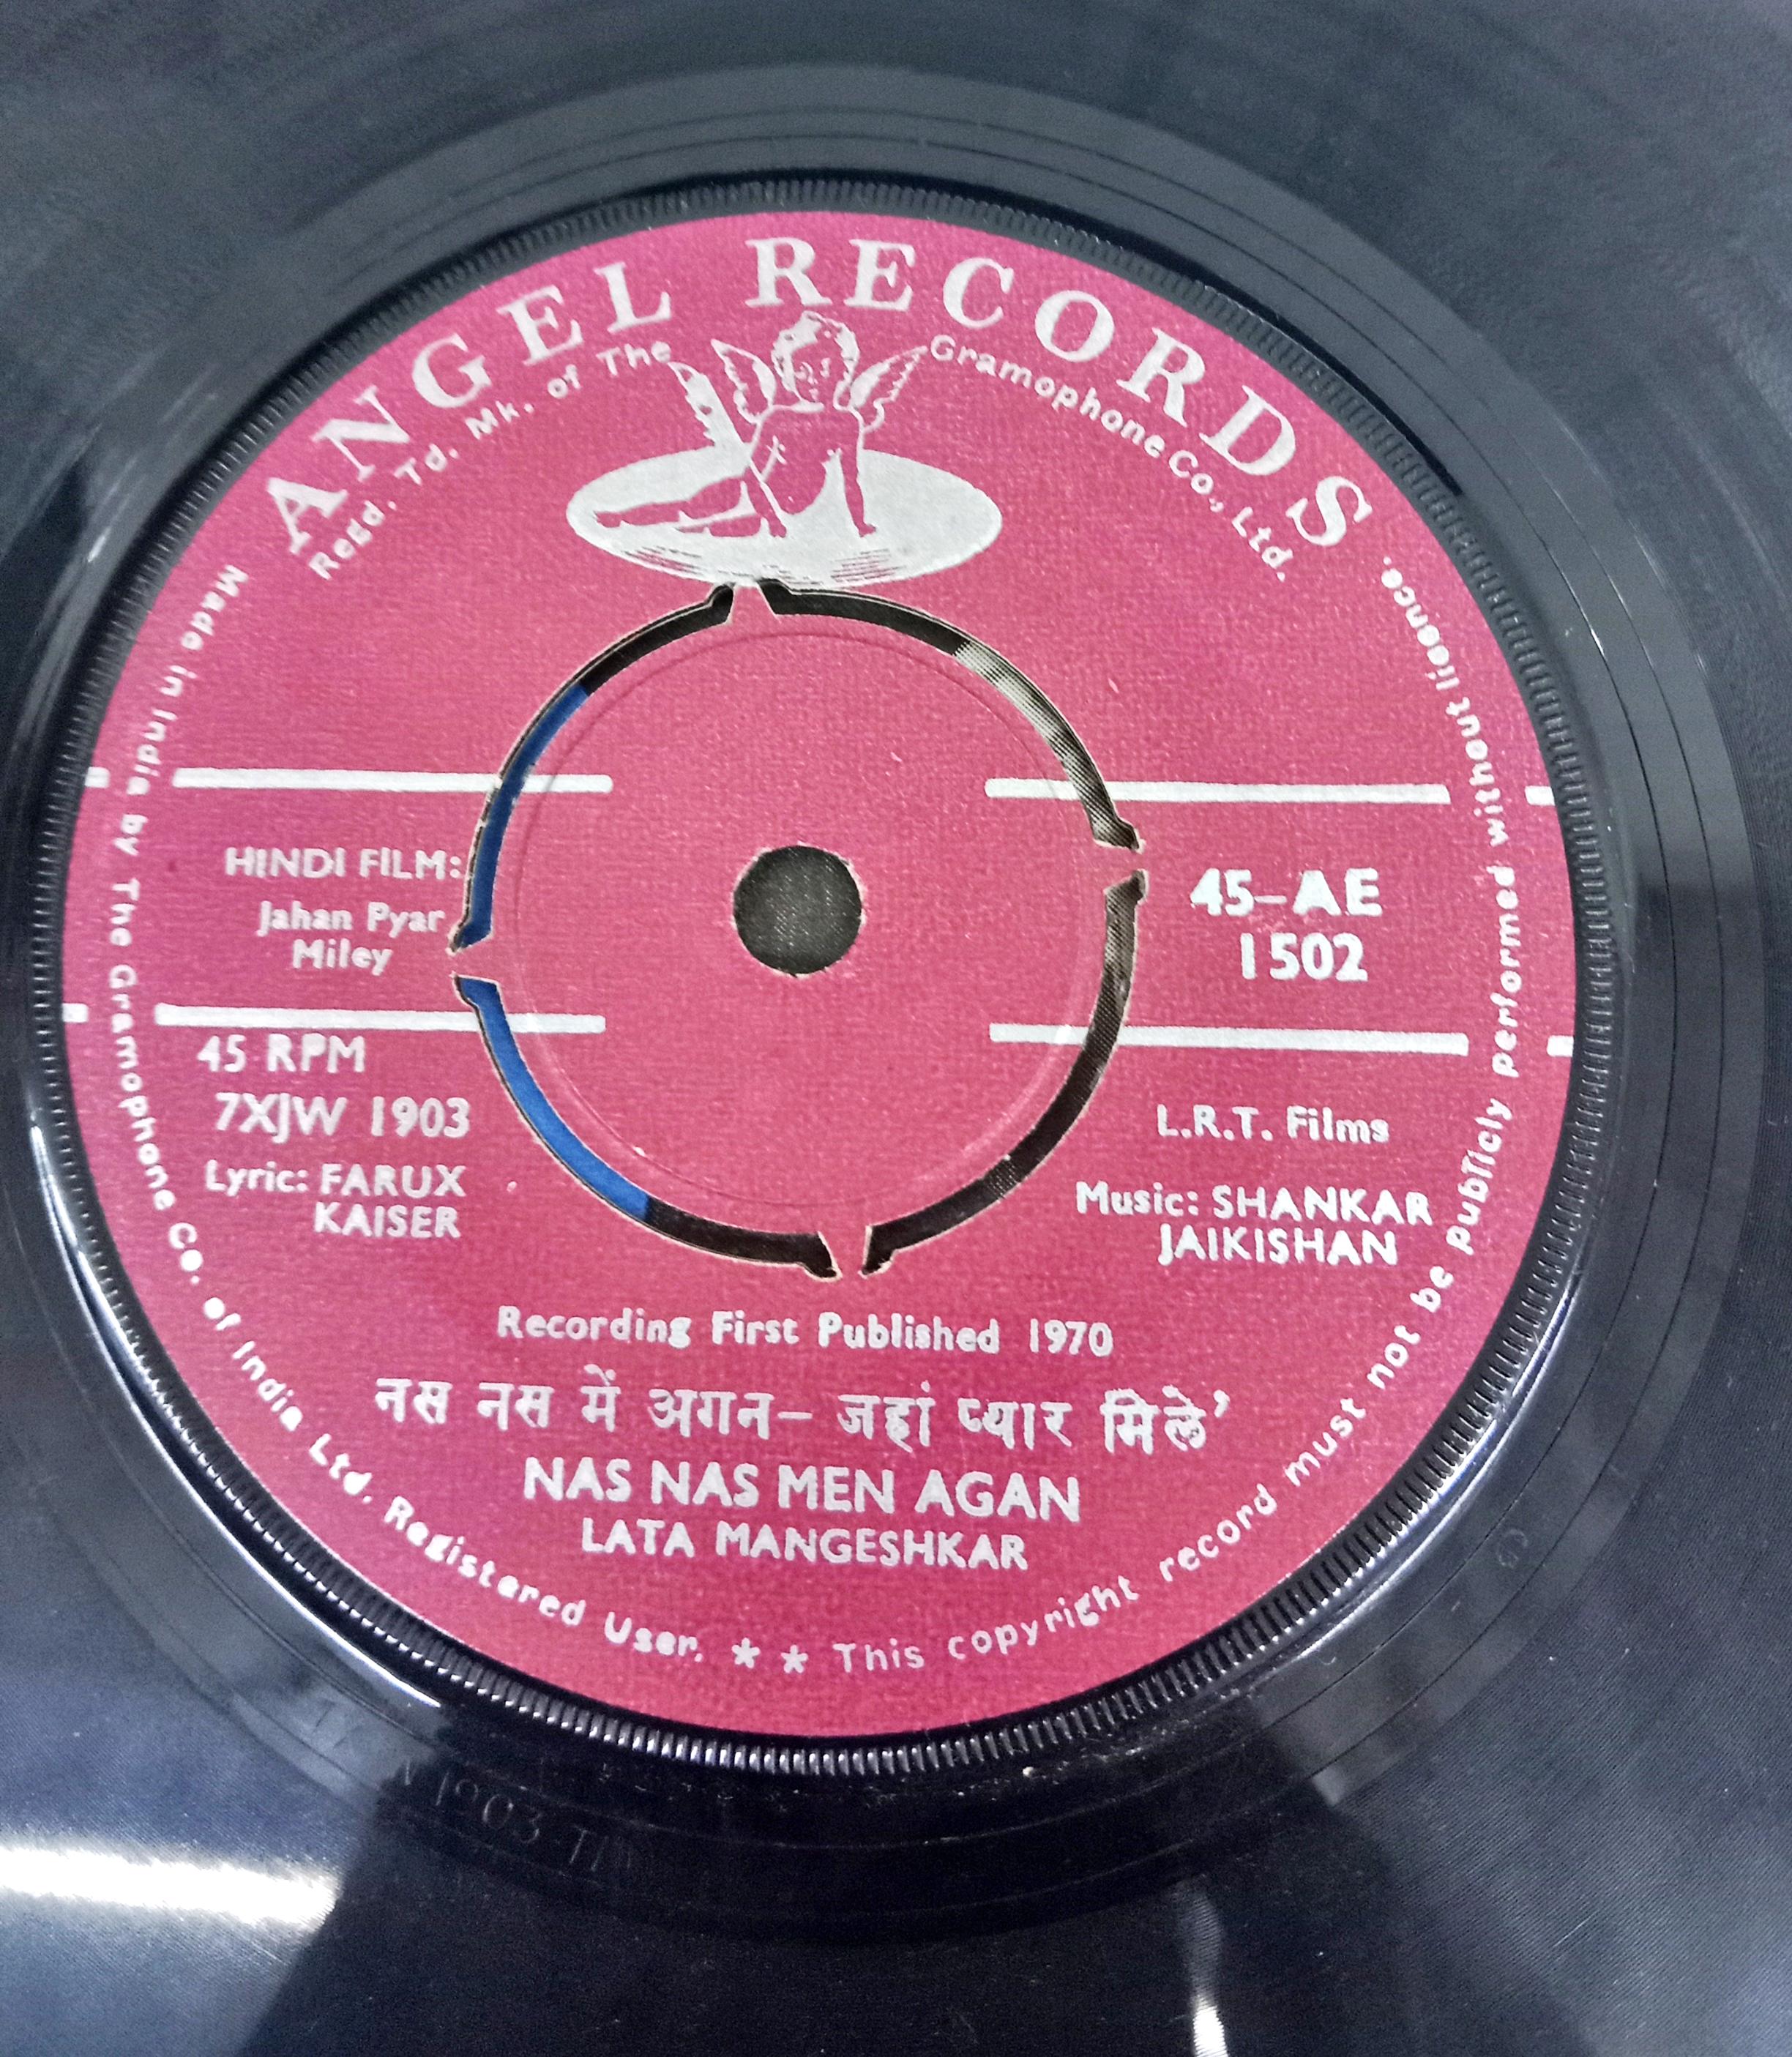 ANGEL RECORDS
Regd. Td. Mk. of The Gramophone Co., Ltd.
HINDI FILM:
Jahan Pyar
Miley
45-AE
1502
45 RPM
7XJW 1903
Lyric: FARUX
KAISER
L.R.T. Films
Music: SHANKAR
JAIKISHAN
Recording First Published 1970
नस नस में अगन- जहां प्यार मिले’
NAS NAS MEN AGAN
LATA MANGESHKAR
Made in India by The Gramophone Co. of India Ltd. Registered User. ** This copyright record must not be publicly performed without licence.